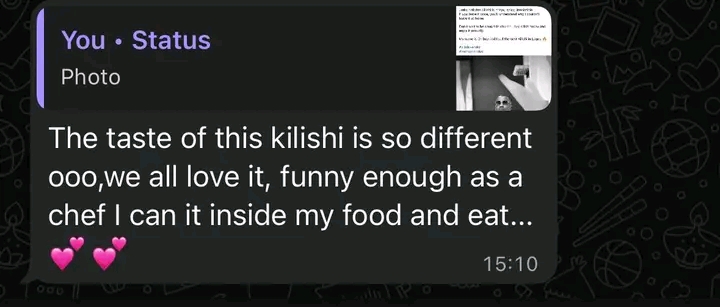 You • Status
Photo
The taste of this kilishi is so different
ooo,we all love it, funny enough as a
chef I can it inside my food and eat...
💕 💕
15:10